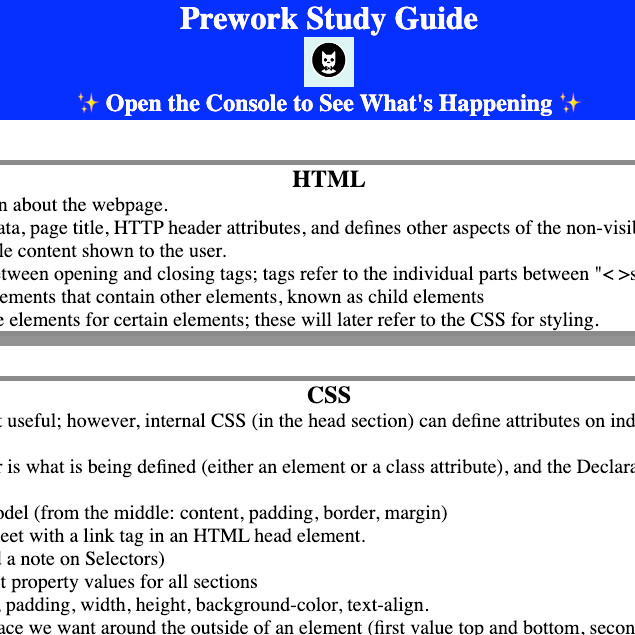 Prework Study Guide
✨ Open the Console to See What's Happening ✨
HTML
n about the webpage.
ata, page title, HTTP header attributes, and defines other aspects of the non-visi
le content shown to the user.
etween opening and closing tags; tags refer to the individual parts between "< >s
ements that contain other elements, known as child elements
e elements for certain elements; these will later refer to the CSS for styling.
CSS
t useful; however, internal CSS (in the head section) can define attributes on ind
r is what is being defined (either an element or a class attribute), and the Declara
odel (from the middle: content, padding, border, margin)
eet with a link tag in an HTML head element.
d a note on Selectors)
t property values for all sections
, padding, width, height, background-color, text-align.
ace we want around the outside of an element (first value top and bottom, secon